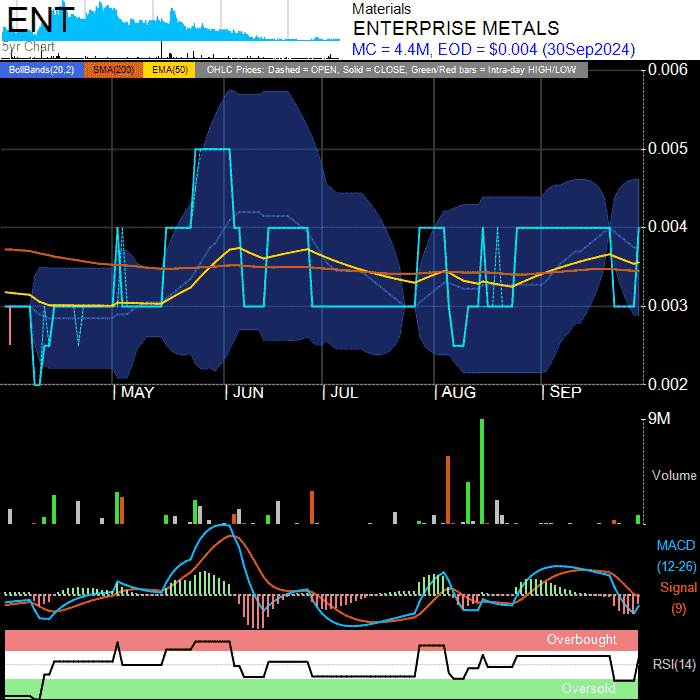 ENT
5yr Chart
Materials
ENTERPRISE METALS
MC = 4.4M, EOD = $0.004 (30Sep2024)
BollBands(20,2) SMA(200) EMA(50) OHLC Prices: Dashed = OPEN, Solid = CLOSE, Green/Red bars = Intra-day HIGH/LOW
0.006
0.005
0.004
0.003
0.002
MAY JUN JUL AUG SEP
9M
Volume
MACD
(12-26)
Signal
(9)
Overbought
RSI(14)
Oversold